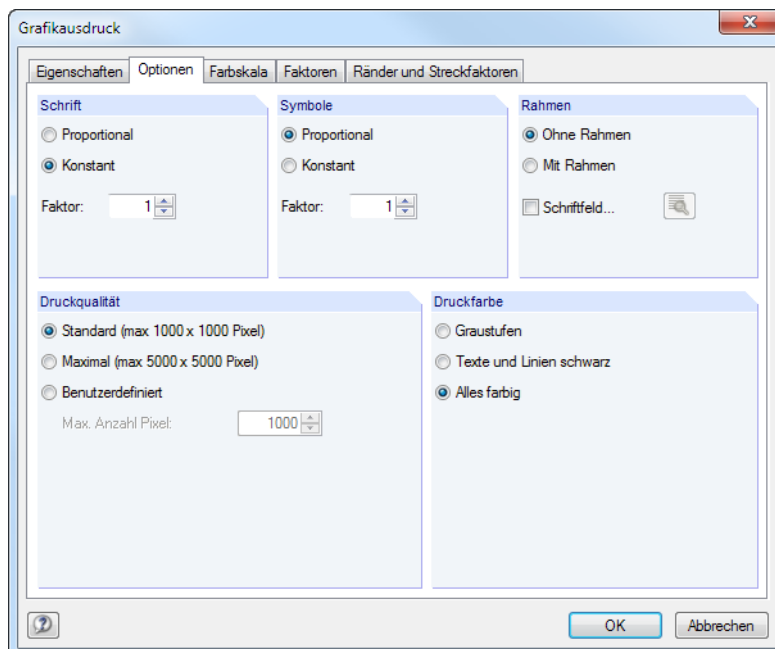 Grafikausdruck
Eigenschaften Optionen Farbskala Faktoren Ränder und Streckfaktoren
Schrift
Proportional
Konstant
Faktor: 1
Symbole
Proportional
Konstant
Faktor: 1
Rahmen
Ohne Rahmen
Mit Rahmen
Schriftfeld...
Druckqualität
Standard (max 1000 x 1000 Pixel)
Maximal (max 5000 x 5000 Pixel)
Benutzerdefiniert
Max. Anzahl Pixel: 1000
Druckfarbe
Graustufen
Texte und Linien schwarz
Alles farbig
OK Abbrechen